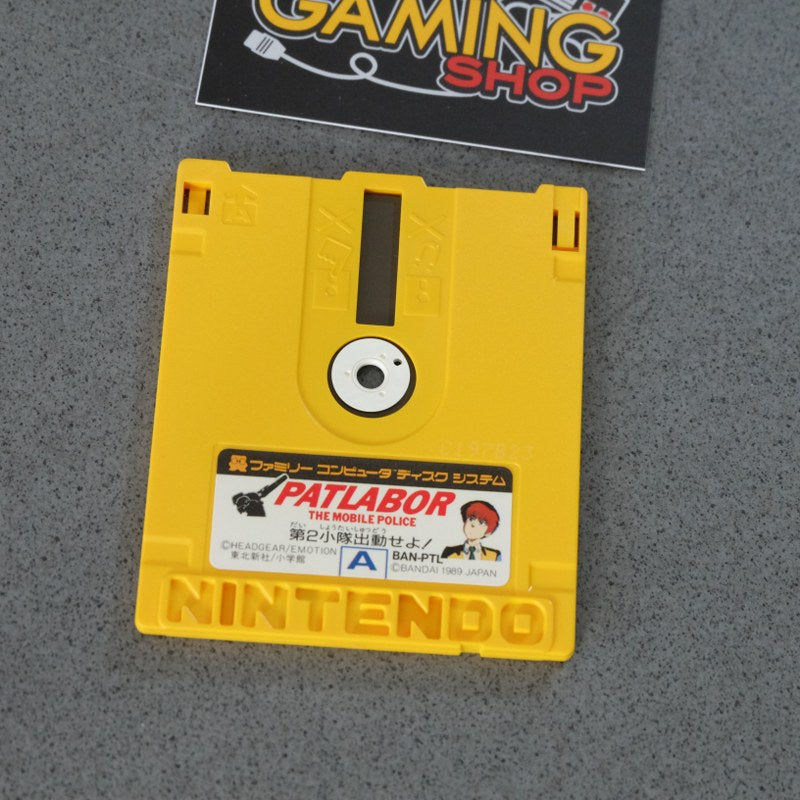 GAMING
SHOP
ファミリー コンピュータ ディスク システム
PATLABOR
THE MOBILE POLICE
だい しょうたいしゅつどう
第2小隊出動せよ!
©HEADGEAR/EMOTION
東北新社/小学館
A
BAN-PTL
©BANDAI 1989 JAPAN
NINTENDO